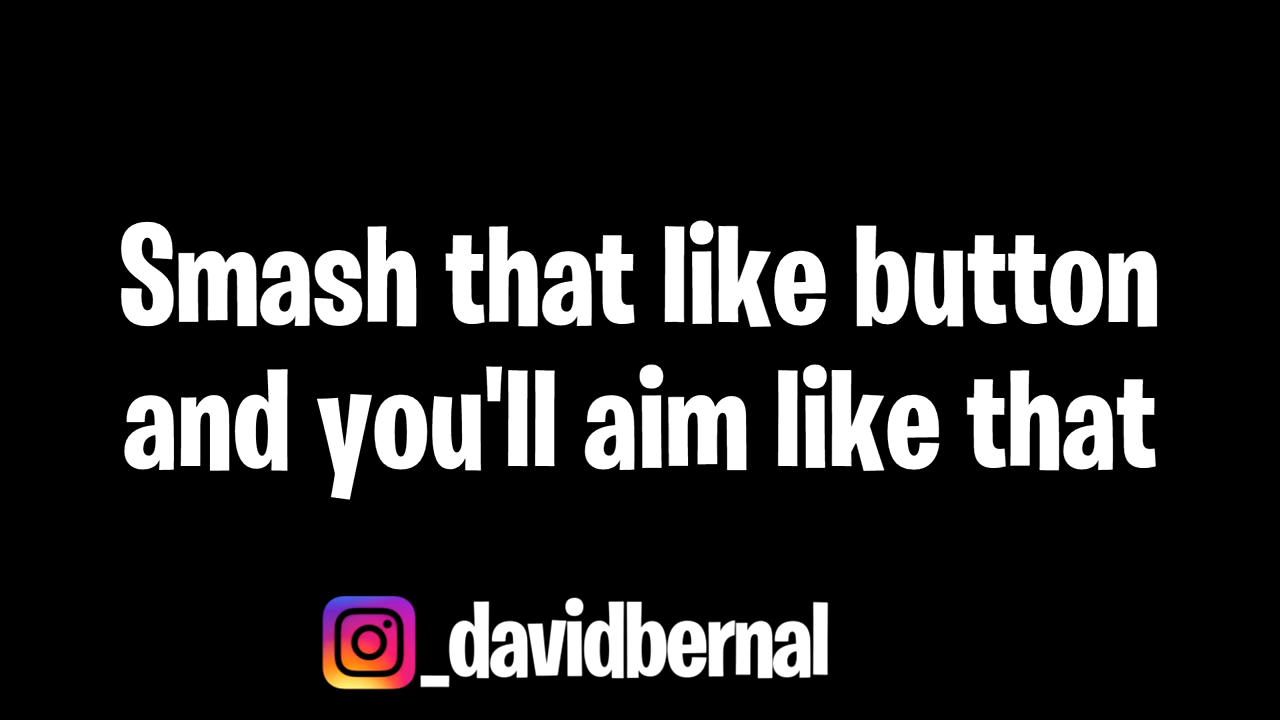 Smash that like button
and you'll aim like that
_davidbernal